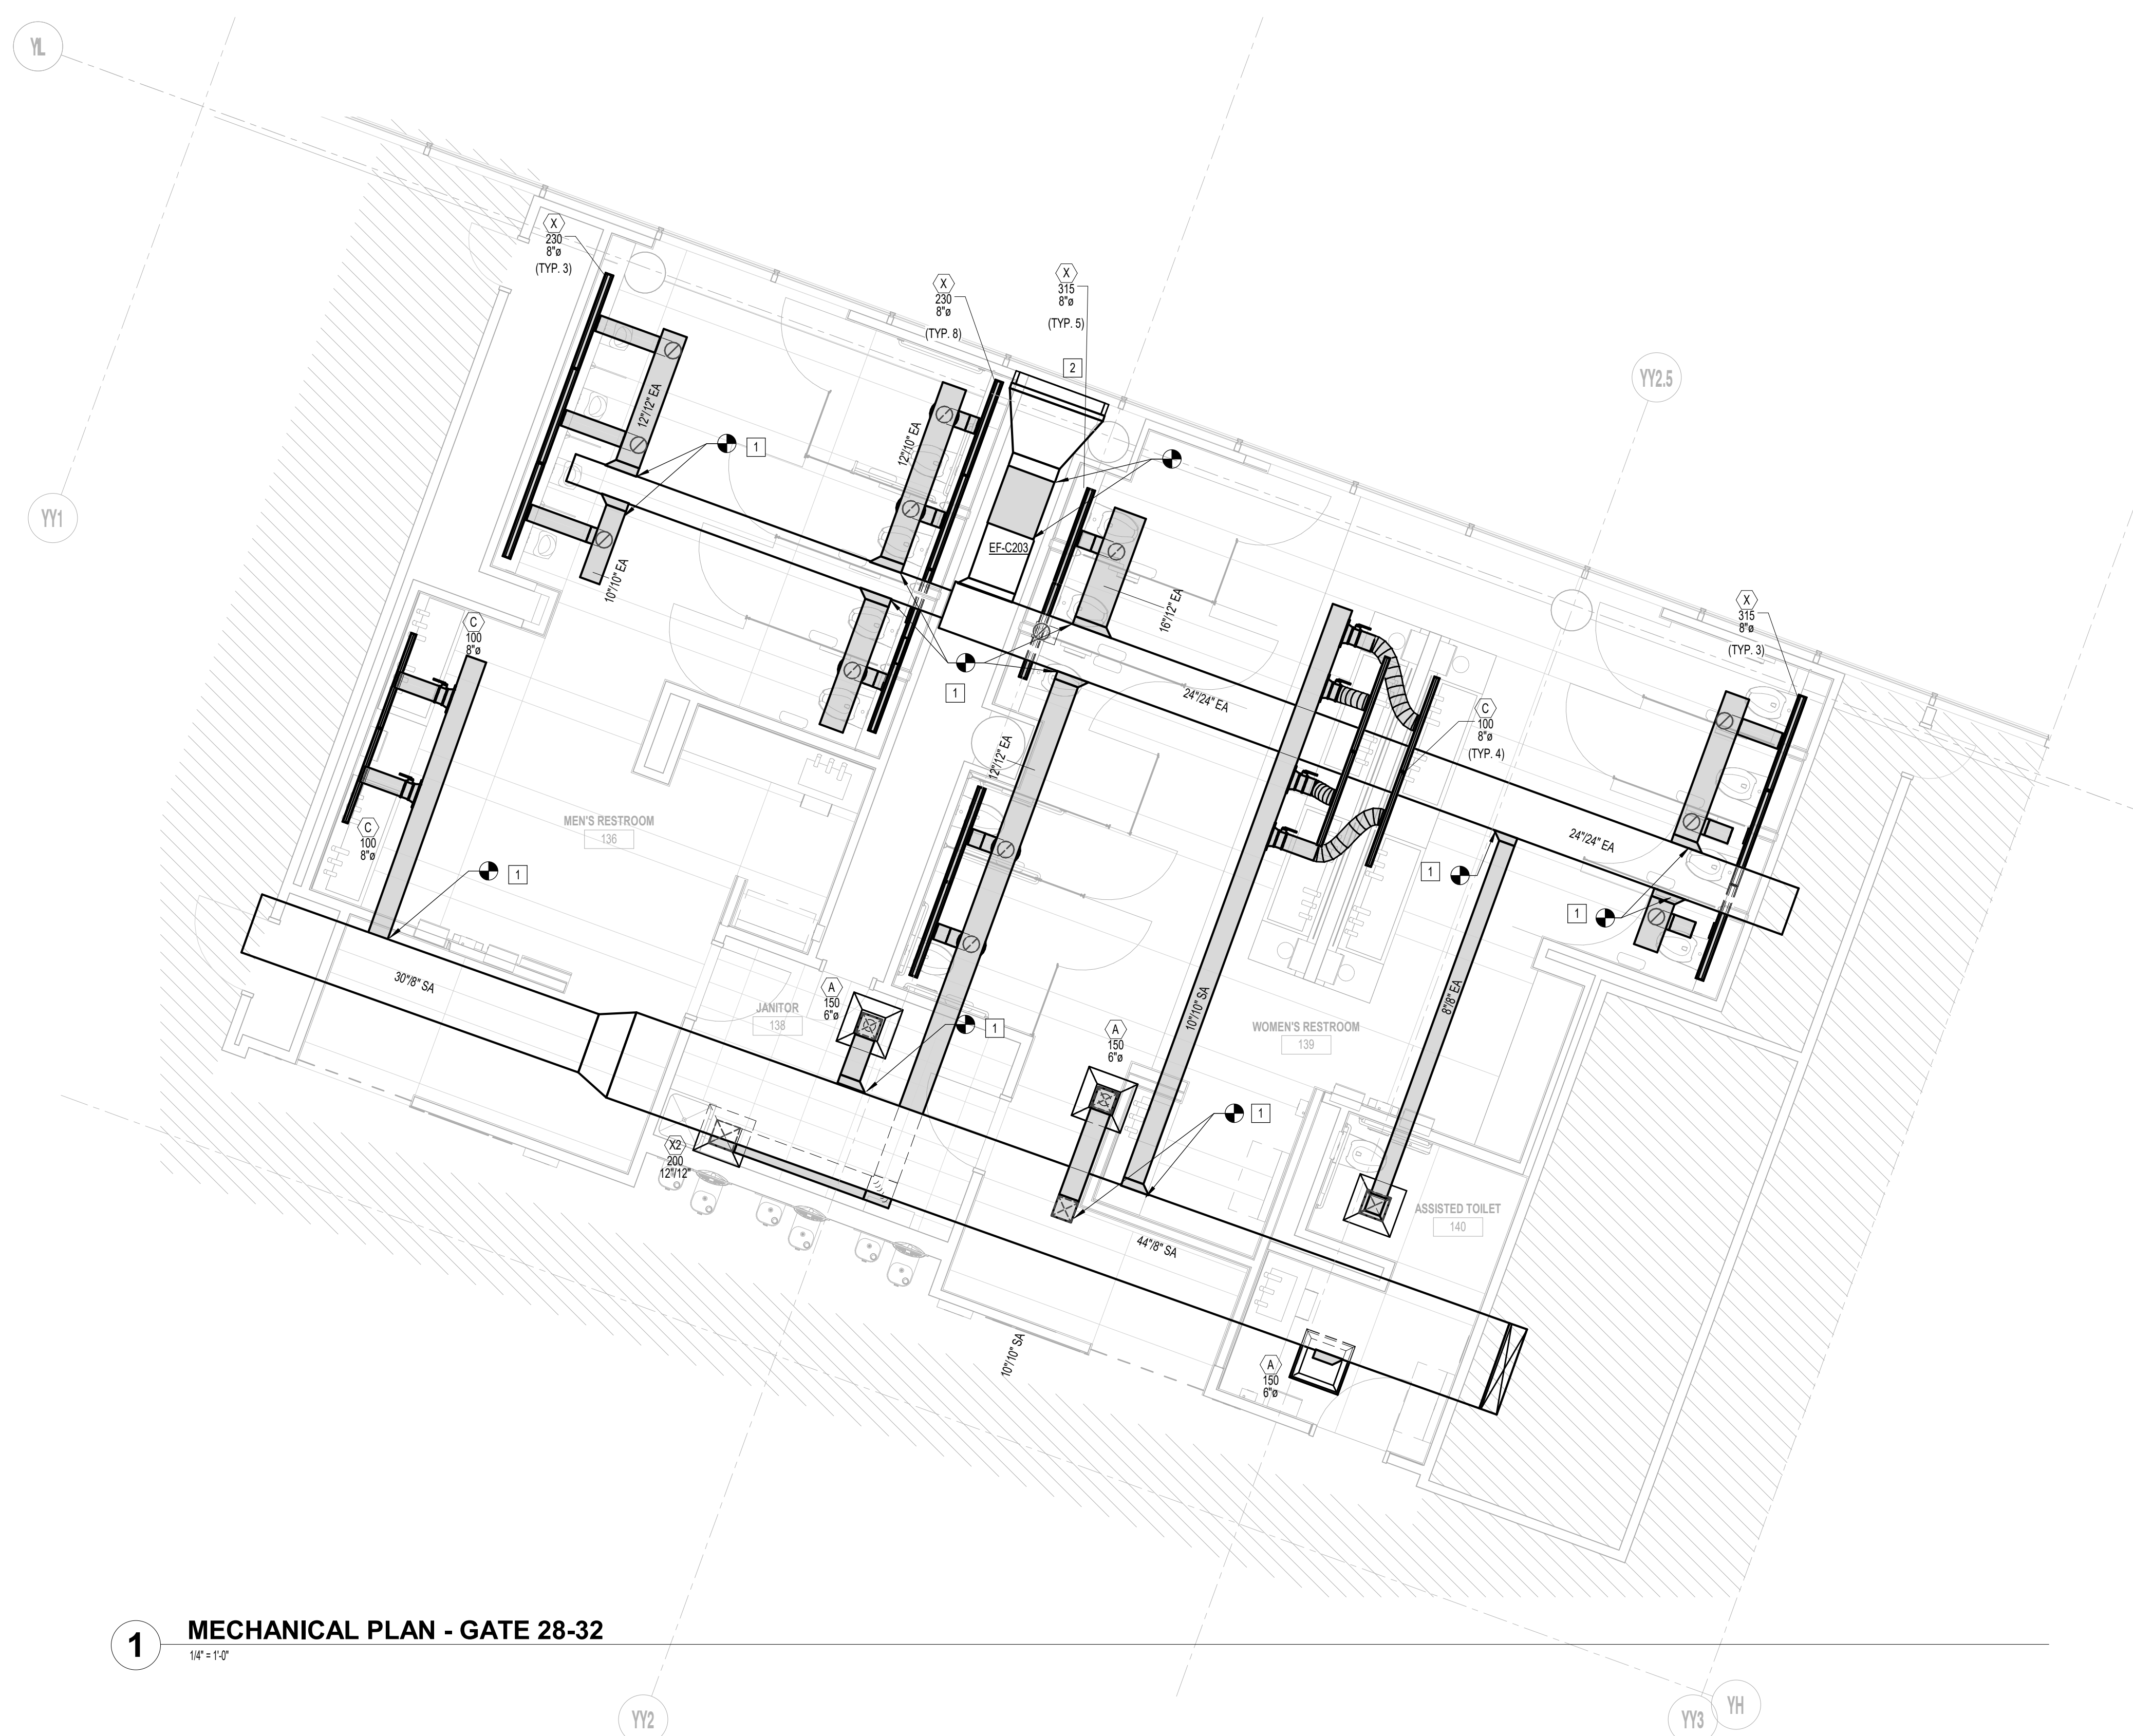 YL
X
230
8"ø
(TYP. 3)
X
230
8"ø
(TYP. 8)
X
315
8"ø
(TYP. 5)
2
YY2.5
YY1
12"/12" EA
1
12"/10" EA
EF-C203
10"/10" EA
16"/12" EA
X
315
8"ø
(TYP. 3)
C
100
8"ø
1
24"/24" EA
C
100
8"ø
(TYP. 4)
12"/12" EA
C
100
8"ø
MEN'S RESTROOM
136
24"/24" EA
1
1
1
30"/8" SA
A
150
6"ø
JANITOR
138
1
10"/10" SA
8"/8" EA
A
150
6"ø
WOMEN'S RESTROOM
139
1
X2
200
12"/12"
ASSISTED TOILET
140
44"/8" SA
10"/10" SA
A
150
6"ø
1
MECHANICAL PLAN - GATE 28-32
1/4" = 1'-0"
YY2
YY3
YH